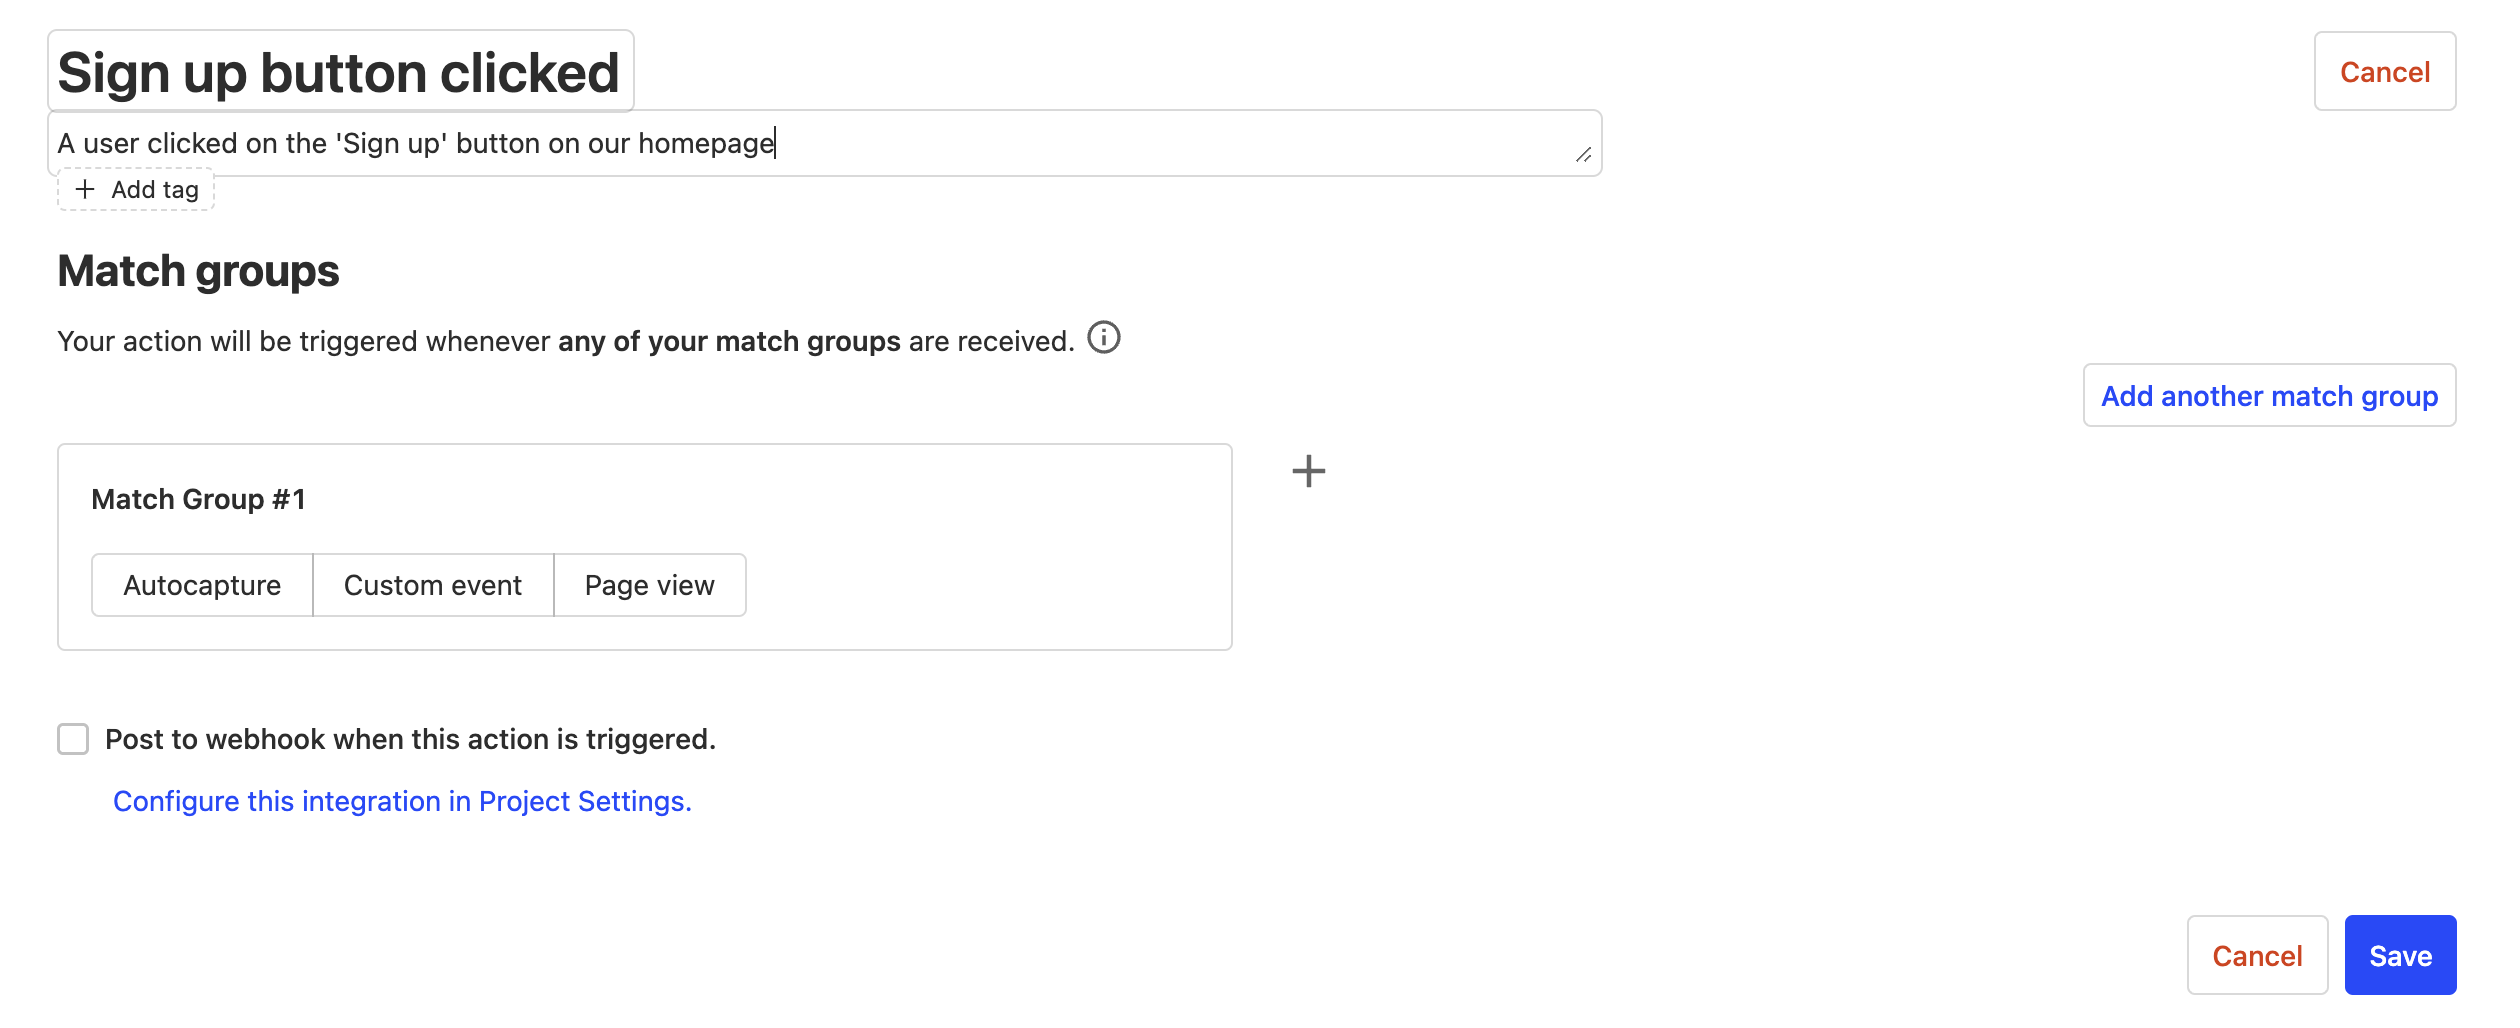 Sign up button clicked
Cancel
A user clicked on the 'Sign up' button on our homepage
Add tag
Match groups
Your action will be triggered whenever any of your match groups are received.
Add another match group
Match Group #1
Autocapture Custom event Page view
Post to webhook when this action is triggered.
Configure this integration in Project Settings.
Cancel Save